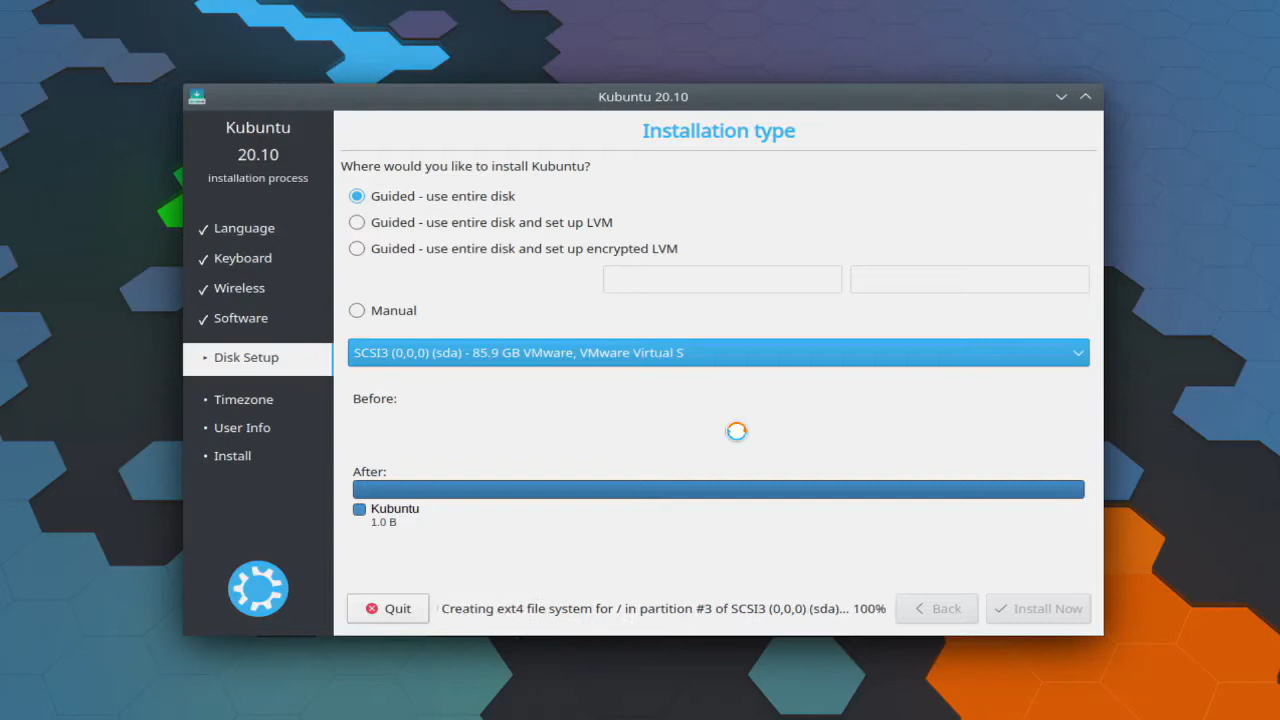 Kubuntu 20.10
Kubuntu
20.10
installation process
Language
Keyboard
Wireless
Software
Disk Setup
Timezone
User Info
Install
Installation type
Where would you like to install Kubuntu?
Guided - use entire disk
Guided - use entire disk and set up LVM
Guided - use entire disk and set up encrypted LVM
Manual
SCSI3 (0,0,0) (sda) - 85.9 GB VMware, VMware Virtual S
Before:
After:
Kubuntu
1.0 B
Quit
Creating ext4 file system for / in partition #3 of SCSI3 (0,0,0) (sda)... 100%
Back
Install Now